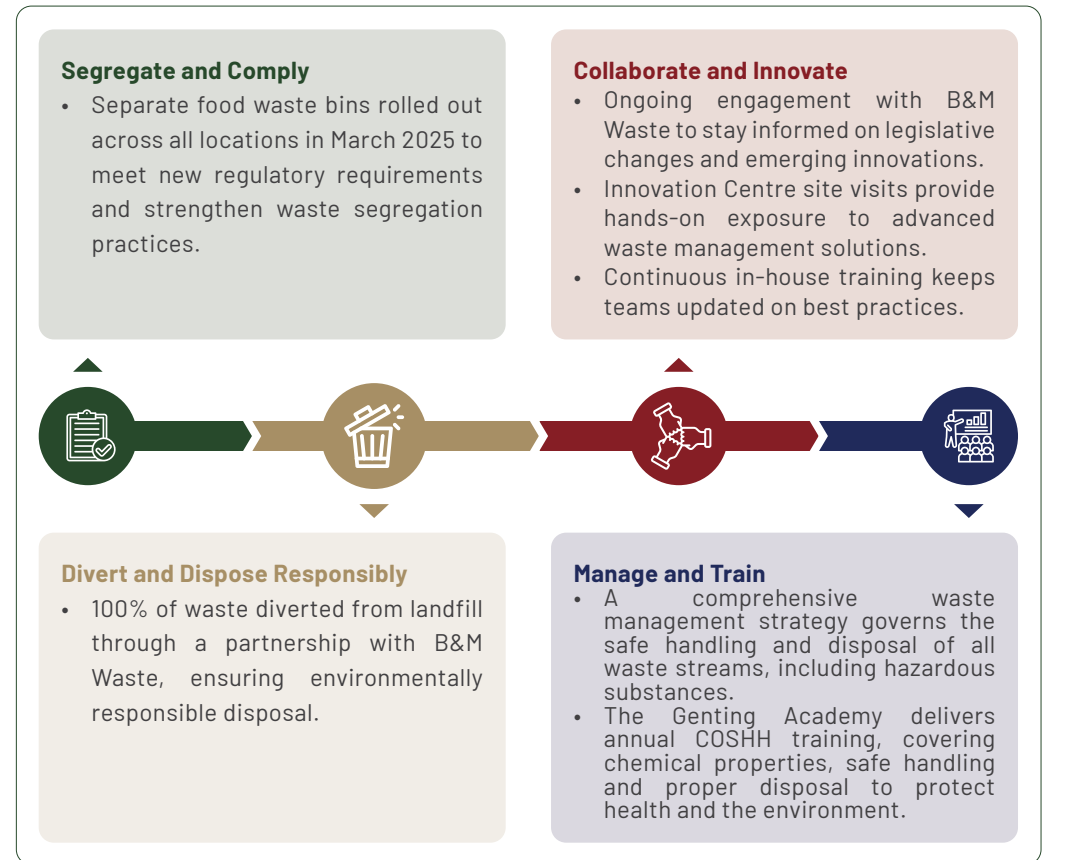 Segregate and Comply
• Separate food waste bins rolled out
across all locations in March 2025 to
meet new regulatory requirements
and strengthen waste segregation
practices.
Collaborate and Innovate
• Ongoing engagement with B&M
Waste to stay informed on legislative
changes and emerging innovations.
• Innovation Centre site visits provide
hands-on exposure to advanced
waste management solutions.
• Continuous in-house training keeps
teams updated on best practices.
Divert and Dispose Responsibly
• 100% of waste diverted from landfill
through a partnership with B&M
Waste, ensuring environmentally
responsible disposal.
Manage and Train
• A comprehensive waste
management strategy governs the
safe handling and disposal of all
waste streams, including hazardous
substances.
• The Genting Academy delivers
annual COSHH training, covering
chemical properties, safe handling
and proper disposal to protect
health and the environment.